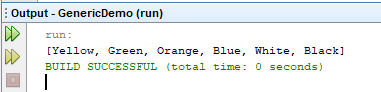 Output - GenericDemo (run)
run:
[Yellow, Green, Orange, Blue, White, Black]
BUILD SUCCESSFUL (total time: 0 seconds)